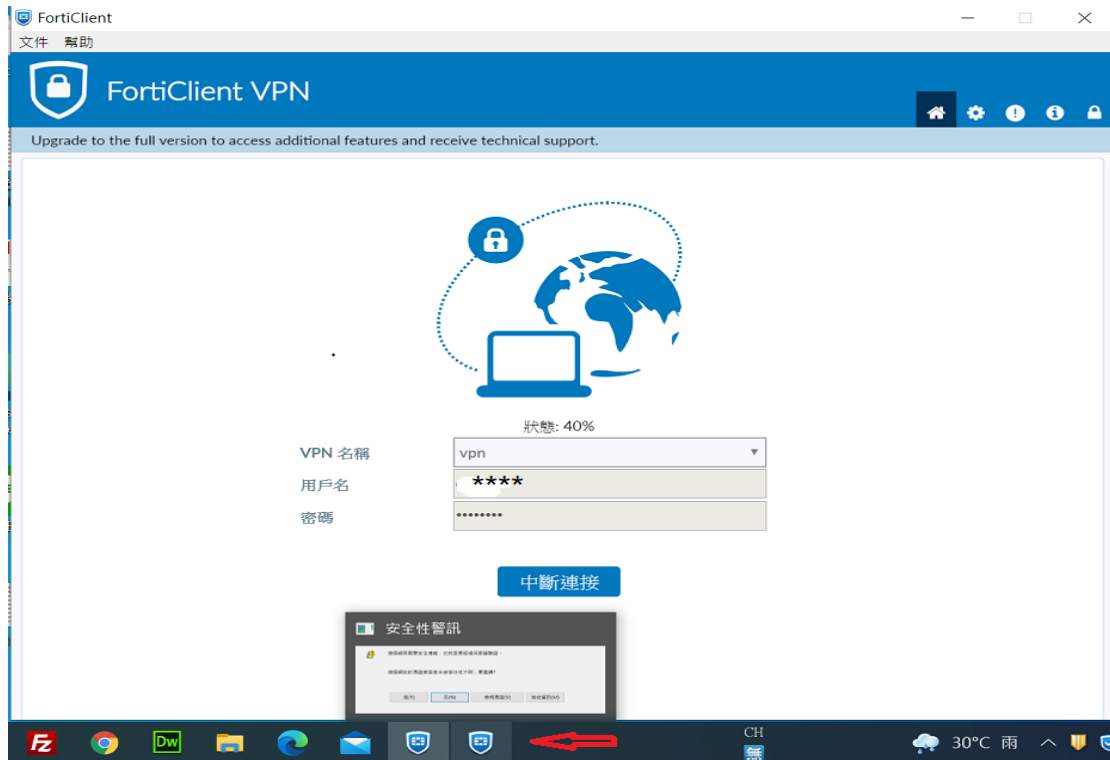 FortiClient
文件 幫助
FortiClient VPN
Upgrade to the full version to access additional features and receive technical support.
狀態: 40%
VPN 名稱
vpn
用戶名
****
密碼
••••••••
中斷連接
安全性警訊
Fz
Dw
CH
無
30°C 雨